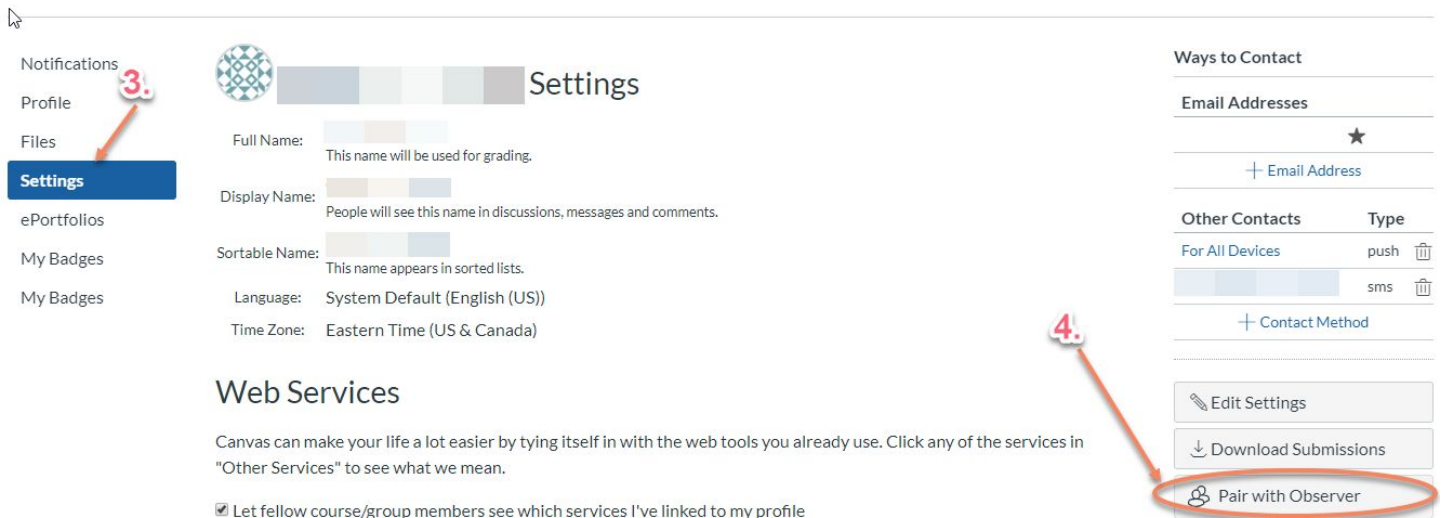 Notifications
Profile
Files
Settings
ePortfolios
My Badges
My Badges
3.
Settings
Full Name:
This name will be used for grading.
Display Name:
People will see this name in discussions, messages and comments.
Sortable Name:
This name appears in sorted lists.
Language: System Default (English (US))
Time Zone: Eastern Time (US & Canada)
Web Services
Canvas can make your life a lot easier by tying itself in with the web tools you already use. Click any of the services in
"Other Services" to see what we mean.
Let fellow course/group members see which services I've linked to my profile
Ways to Contact
Email Addresses
+ Email Address
Other Contacts Type
For All Devices push
sms
+ Contact Method
4.
Edit Settings
Download Submissions
Pair with Observer